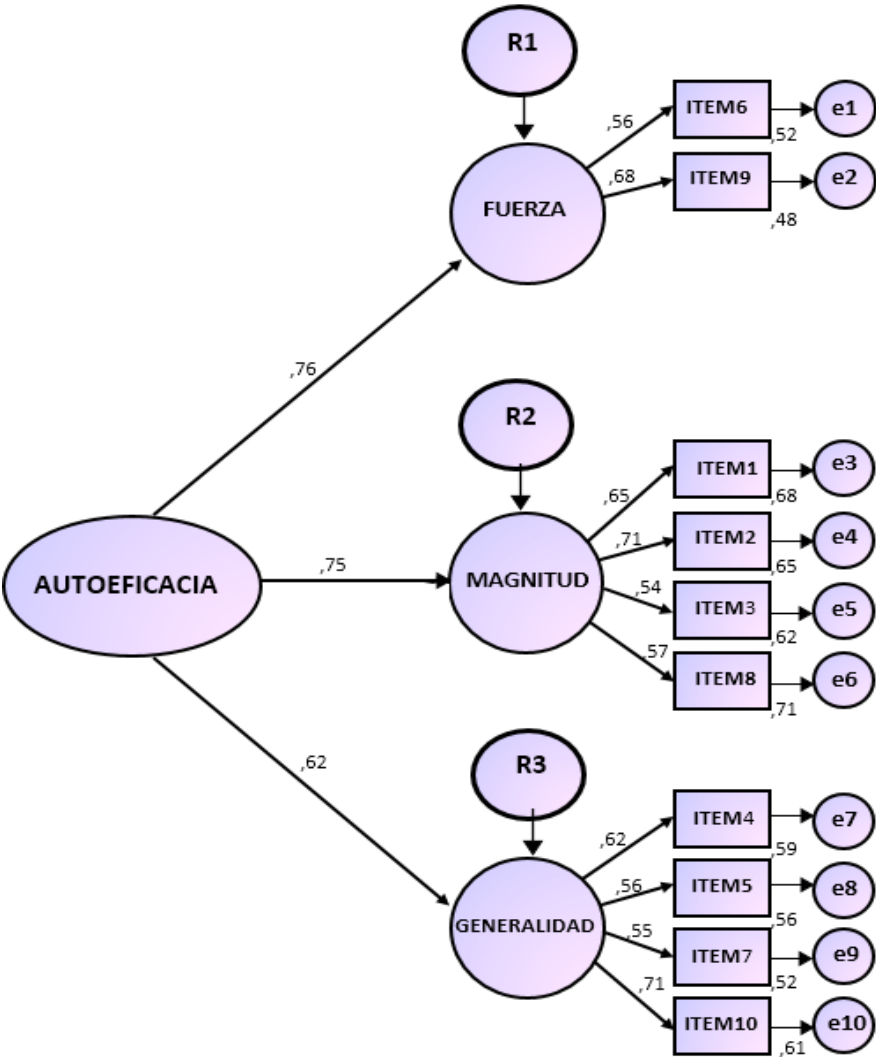 R1
,56
ITEM6
e1
,52
,68
ITEM9
e2
,48
FUERZA
,76
R2
,65
ITEM1
e3
,68
,71
ITEM2
e4
,65
AUTOEFICACIA
,75
MAGNITUD
,54
ITEM3
e5
,62
,57
ITEM8
e6
,71
,62
R3
,62
ITEM4
e7
,59
,56
ITEM5
e8
,56
GENERALIDAD
,55
ITEM7
e9
,52
,71
ITEM10
e10
,61